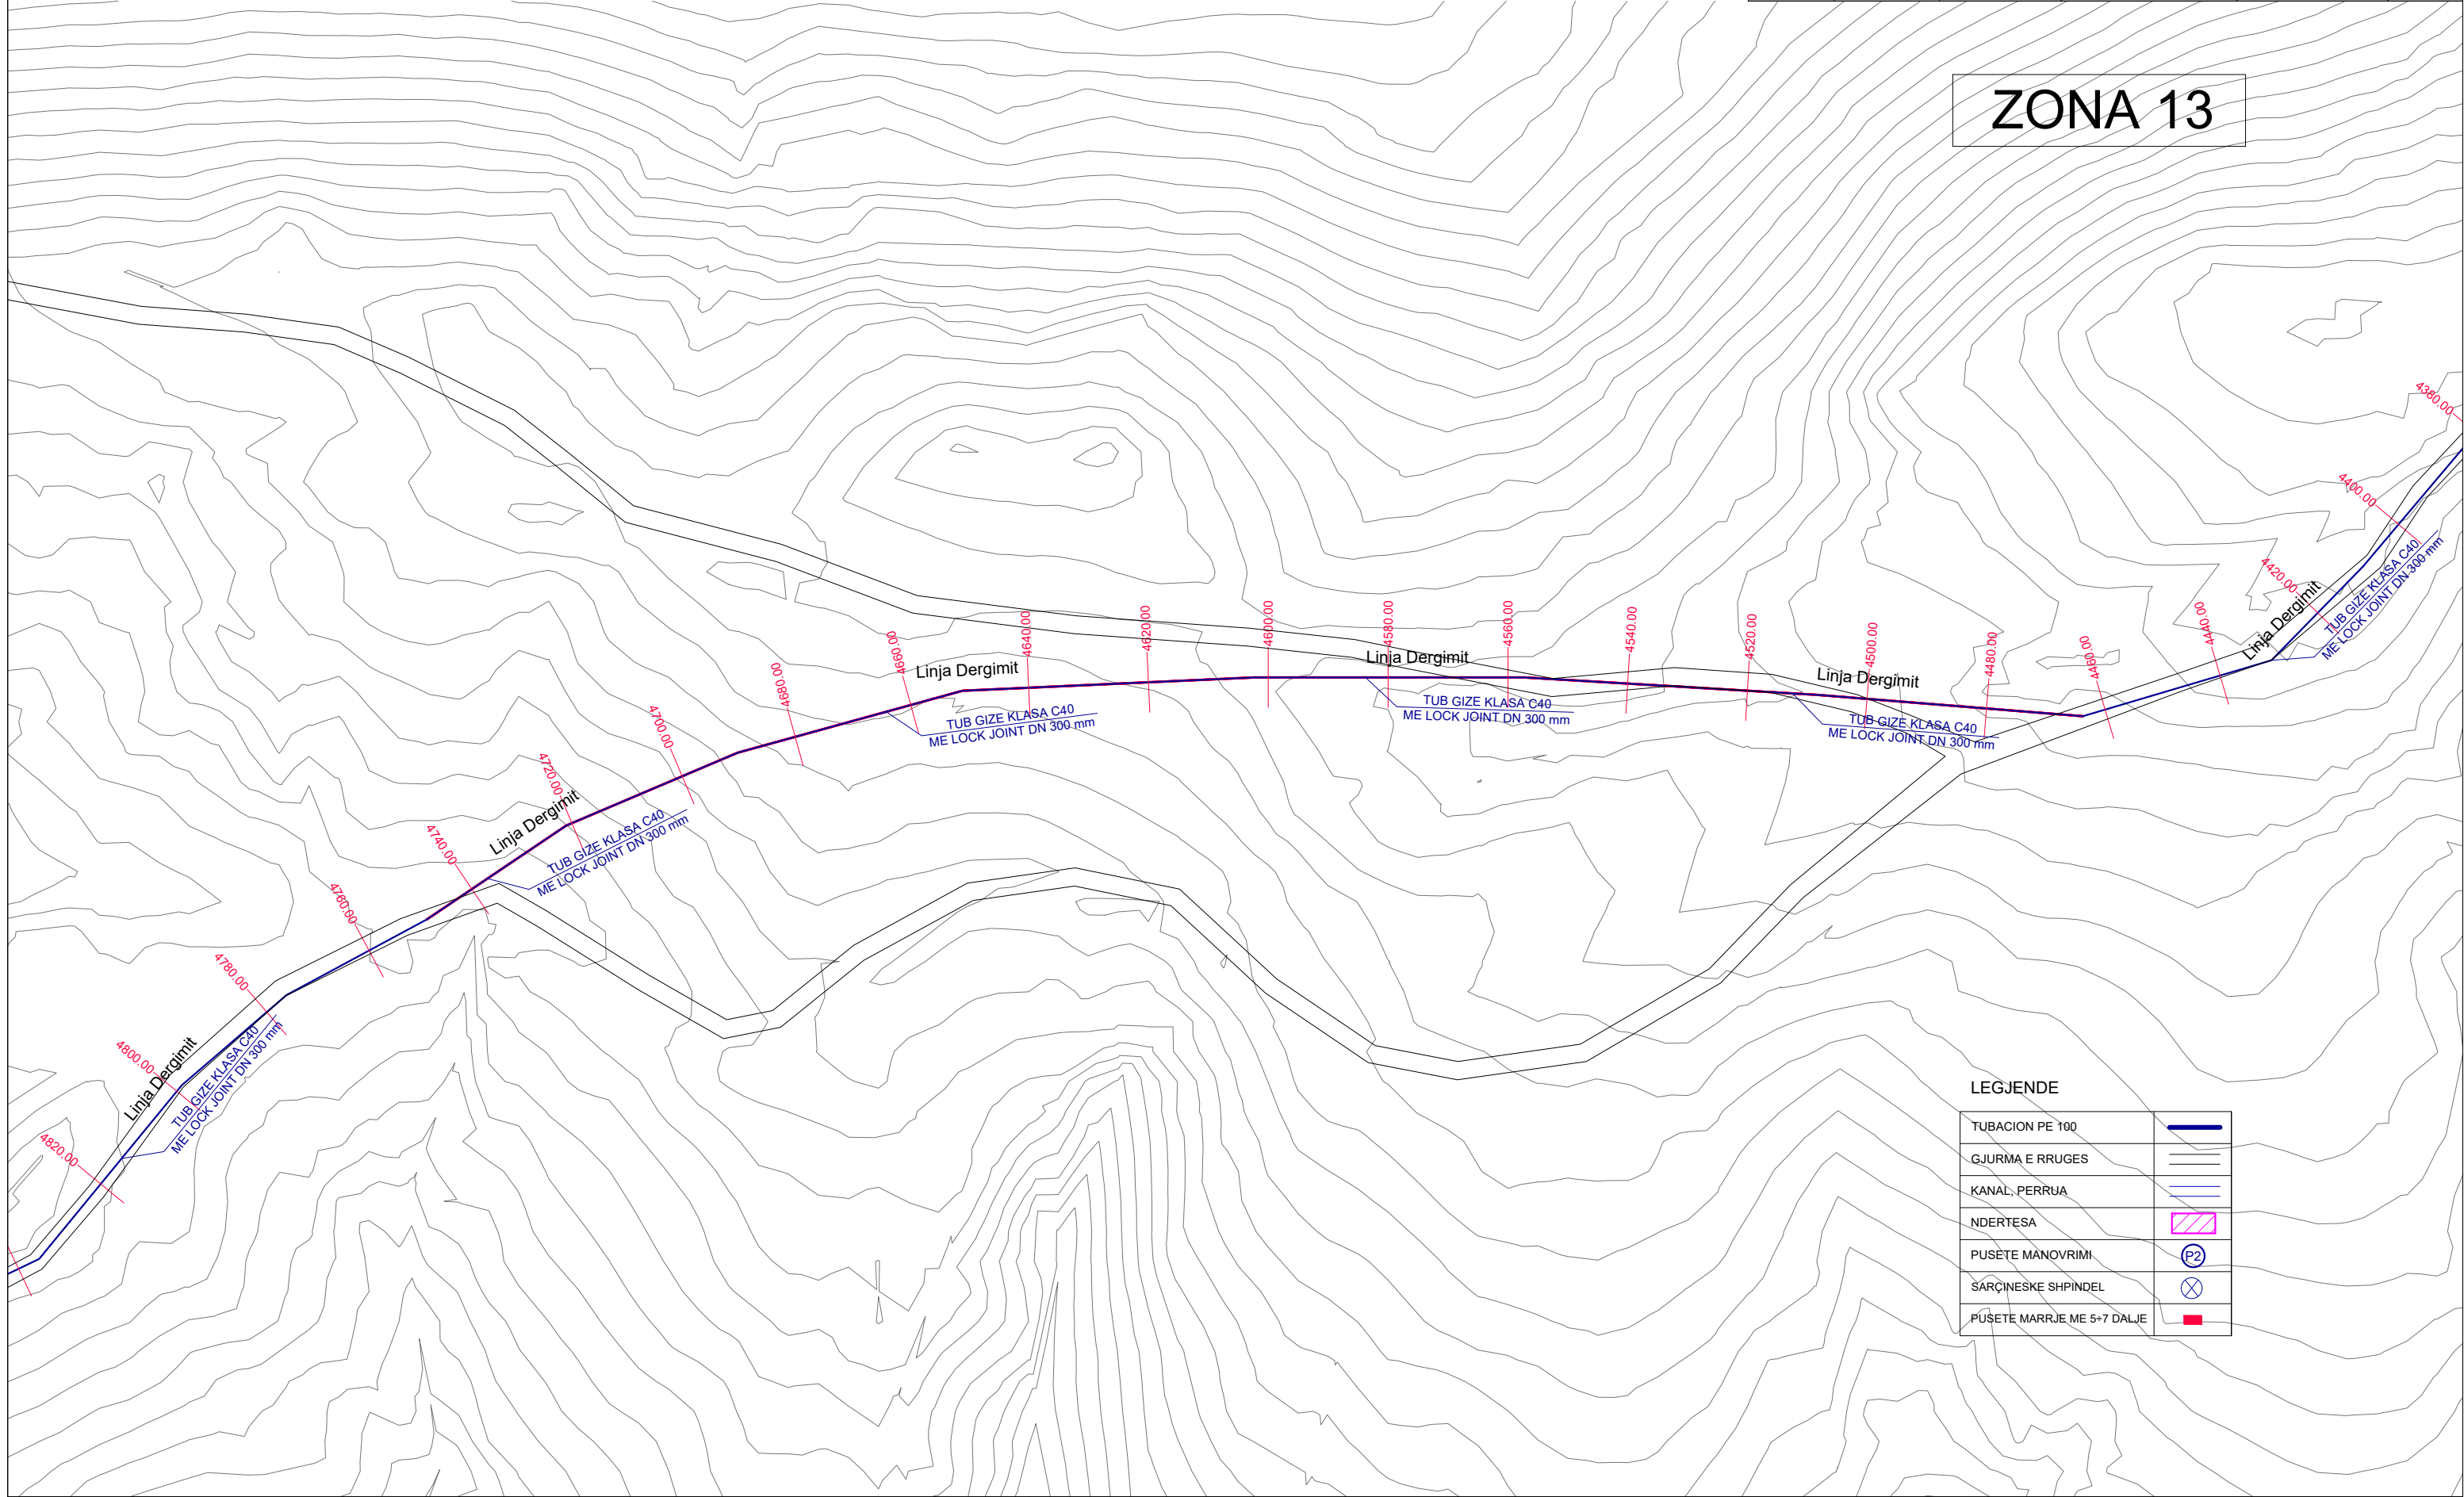 ZONA 13
4380.00
4400.00
4420.00
4440.00
4460.00
4480.00
4500.00
4520.00
4540.00
4560.00
4580.00
4600.00
4620.00
4640.00
4660.00
4680.00
4700.00
4720.00
4740.00
4760.00
4780.00
4800.00
4820.00
Linja Dergimit
TUB GIZE KLASA C40
ME LOCK JOINT DN 300 mm
Linja Dergimit
TUB GIZE KLASA C40
ME LOCK JOINT DN 300 mm
Linja Dergimit
TUB GIZE KLASA C40
ME LOCK JOINT DN 300 mm
Linja Dergimit
TUB GIZE KLASA C40
ME LOCK JOINT DN 300 mm
Linja Dergimit
TUB GIZE KLASA C40
ME LOCK JOINT DN 300 mm
Linja Dergimit
TUB GIZE KLASA C40
ME LOCK JOINT DN 300 mm
LEGJENDE
TUBACION PE 100
GJURMA E RRUGES
KANAL, PERRUA
NDERTESA
PUSETE MANOVRIMI P2
SARÇINESKE SHPINDEL
PUSETE MARRJE ME 5÷7 DALJE